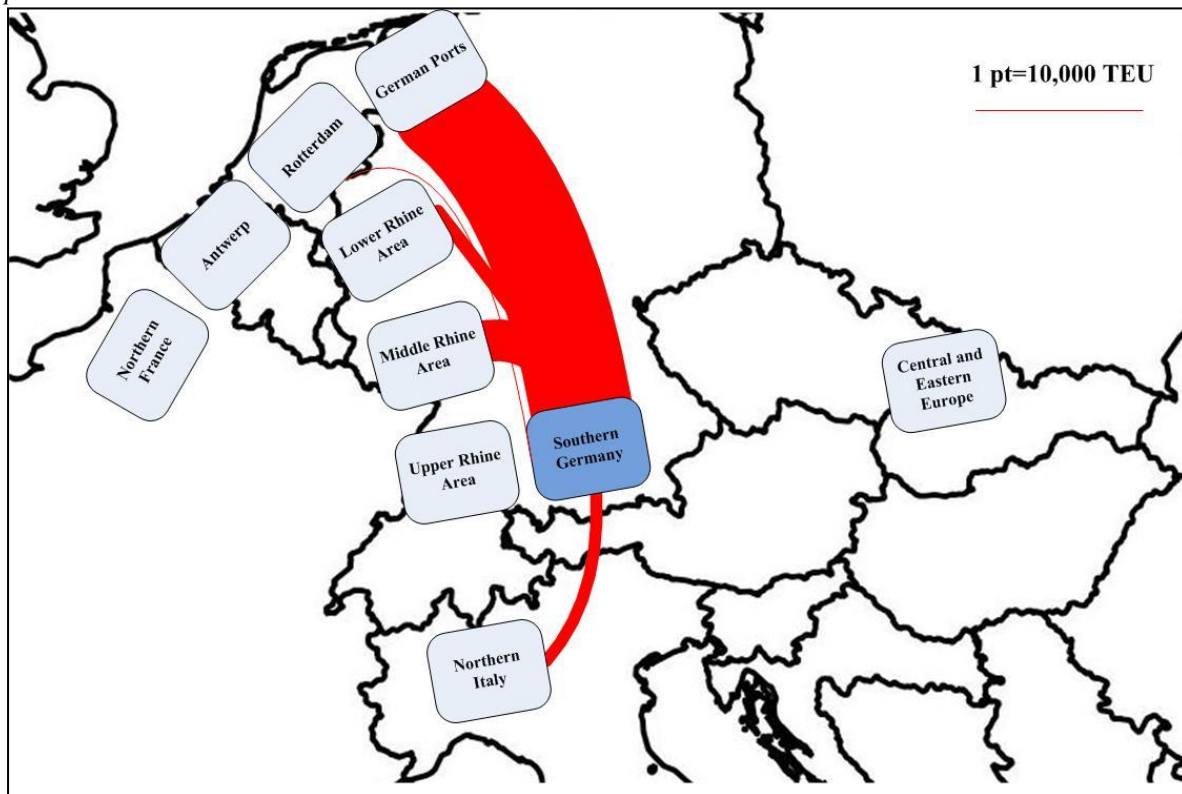 German Ports
1 pt=10,000 TEU
Rotterdam
Antwerp
Lower Rhine
Area
Northern
France
Middle Rhine
Area
Central and
Eastern
Europe
Upper Rhine
Area
Southern
Germany
Northern
Italy